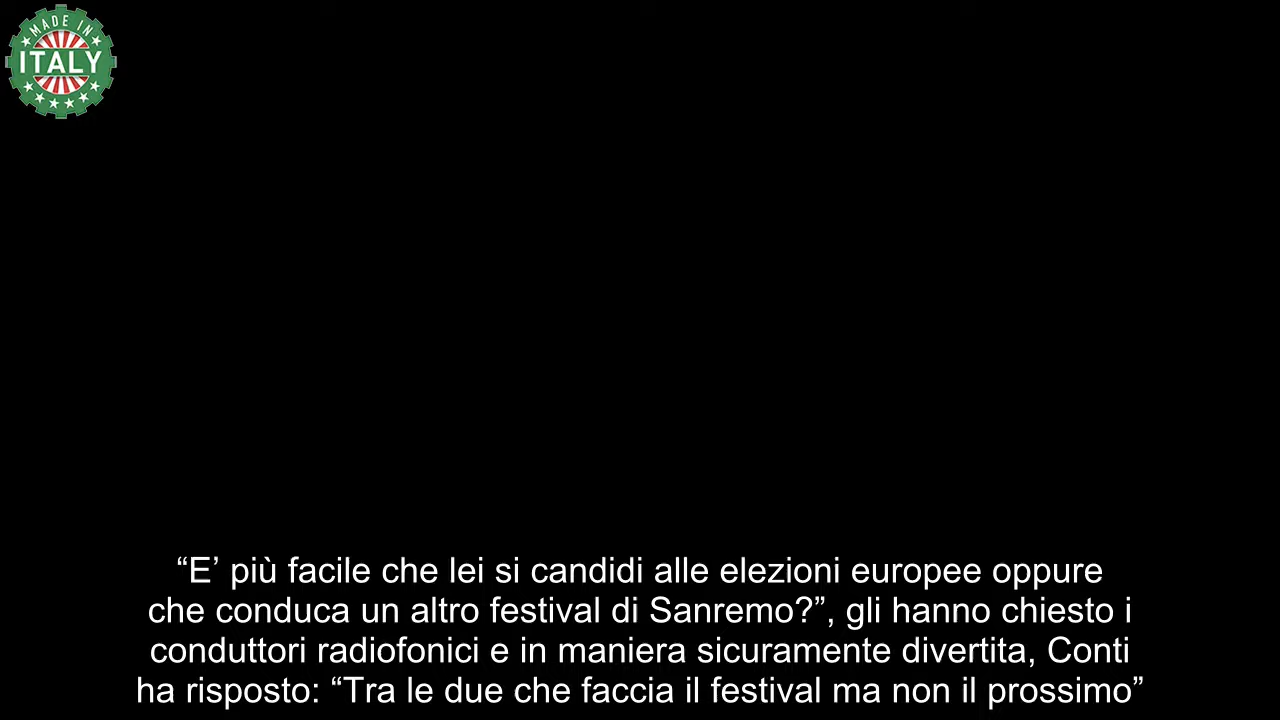 MADE IN
ITALY
“E’ più facile che lei si candidi alle elezioni europee oppure
che conduca un altro festival di Sanremo?”, gli hanno chiesto i
conduttori radiofonici e in maniera sicuramente divertita, Conti
ha risposto: “Tra le due che faccia il festival ma non il prossimo”